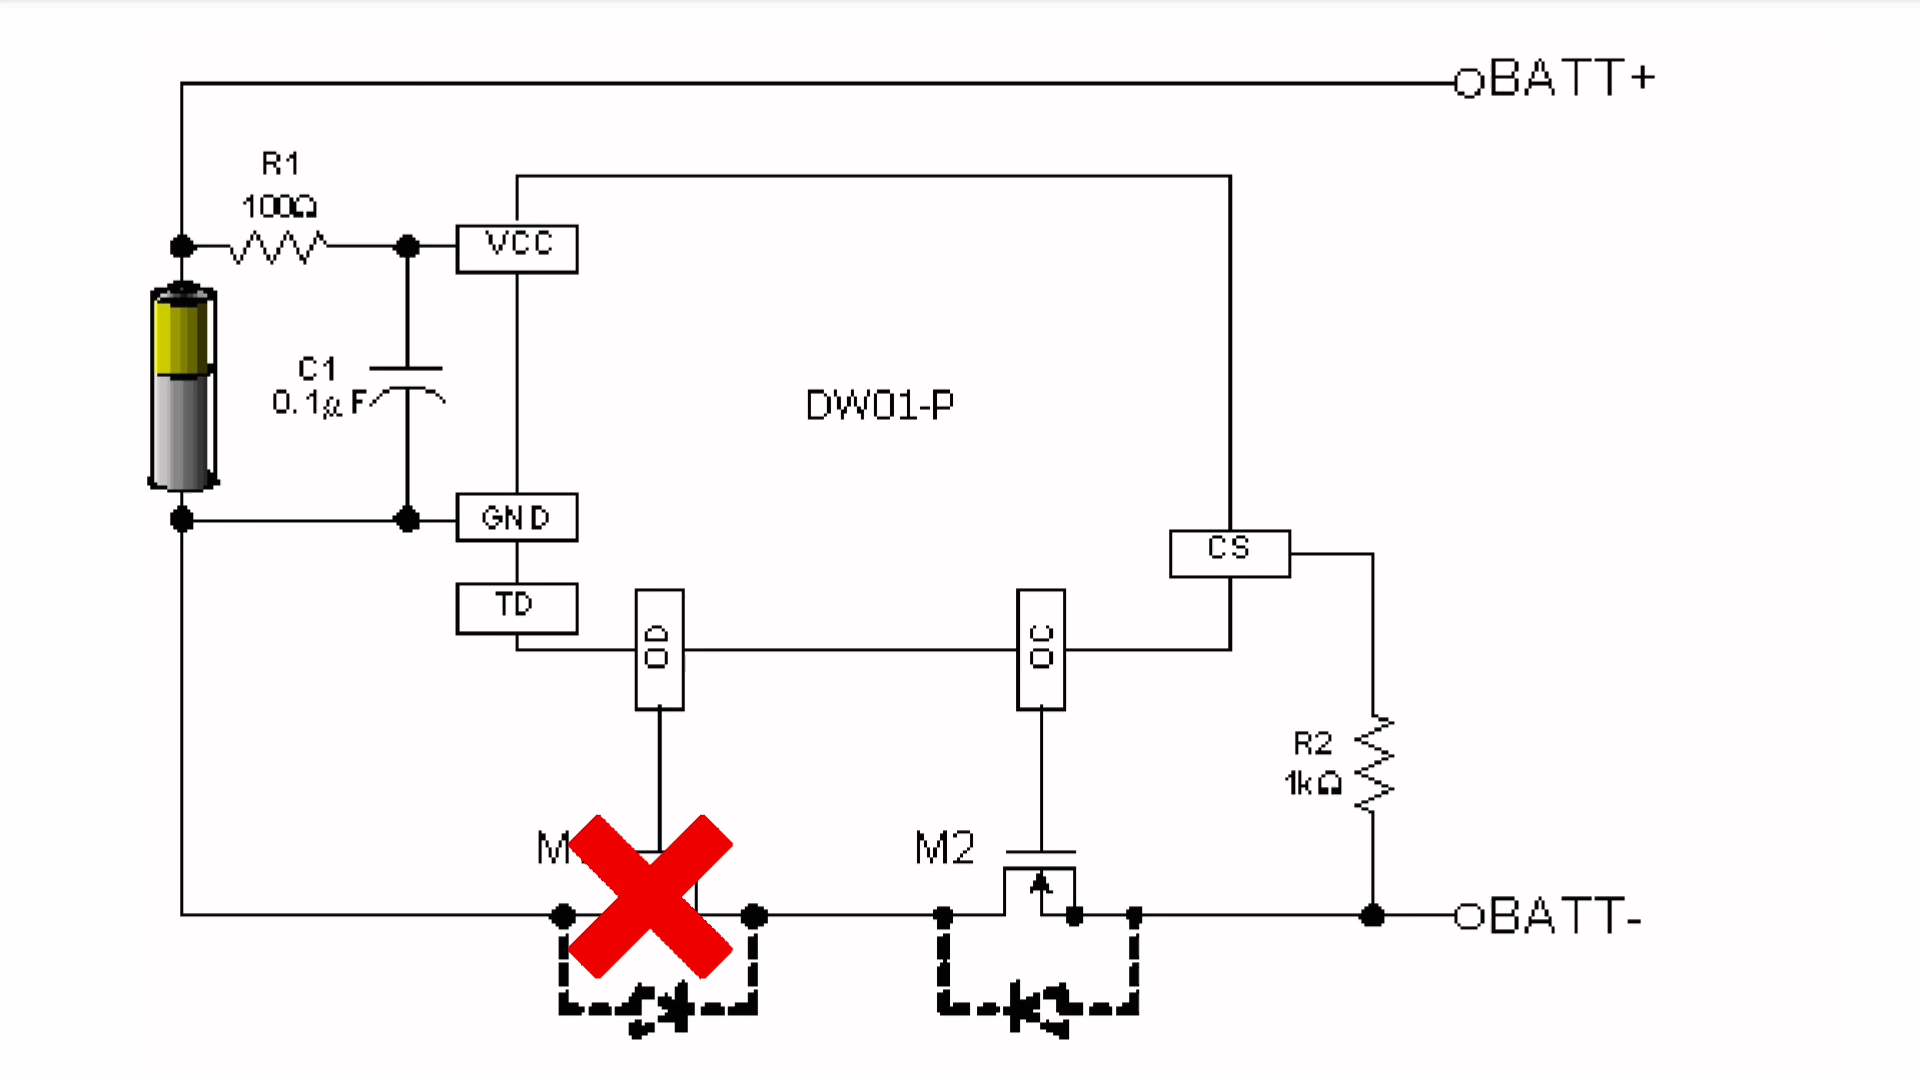 BATT+
R1
100Ω
VCC
C1
0.1μF
DW01-P
GND
CS
TD
OD
OC
R2
1kΩ
M
M2
BATT-